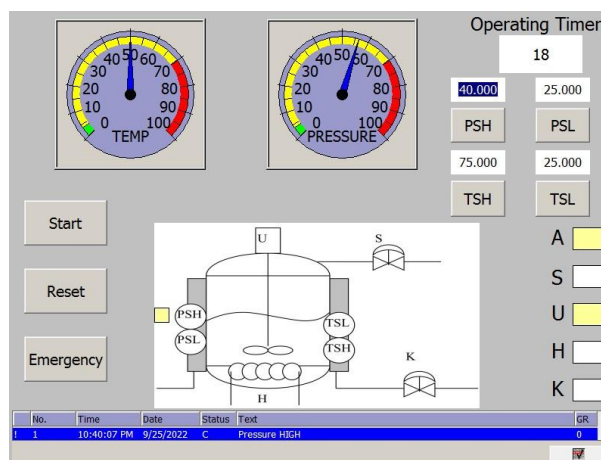 Operating Timer
18
0 10 20 30 40 50 60 70 80 90 100
TEMP
0 10 20 30 40 50 60 70 80 90 100
PRESSURE
40.000 25.000
PSH PSL
75.000 25.000
TSH TSL
Start
Reset
Emergency
U
S
PSH
PSL
TSL
TSH
K
H
A
S
U
H
K
No. Time Date Status Text GR
! 1 10:40:07 PM 9/25/2022 C Pressure HIGH 0